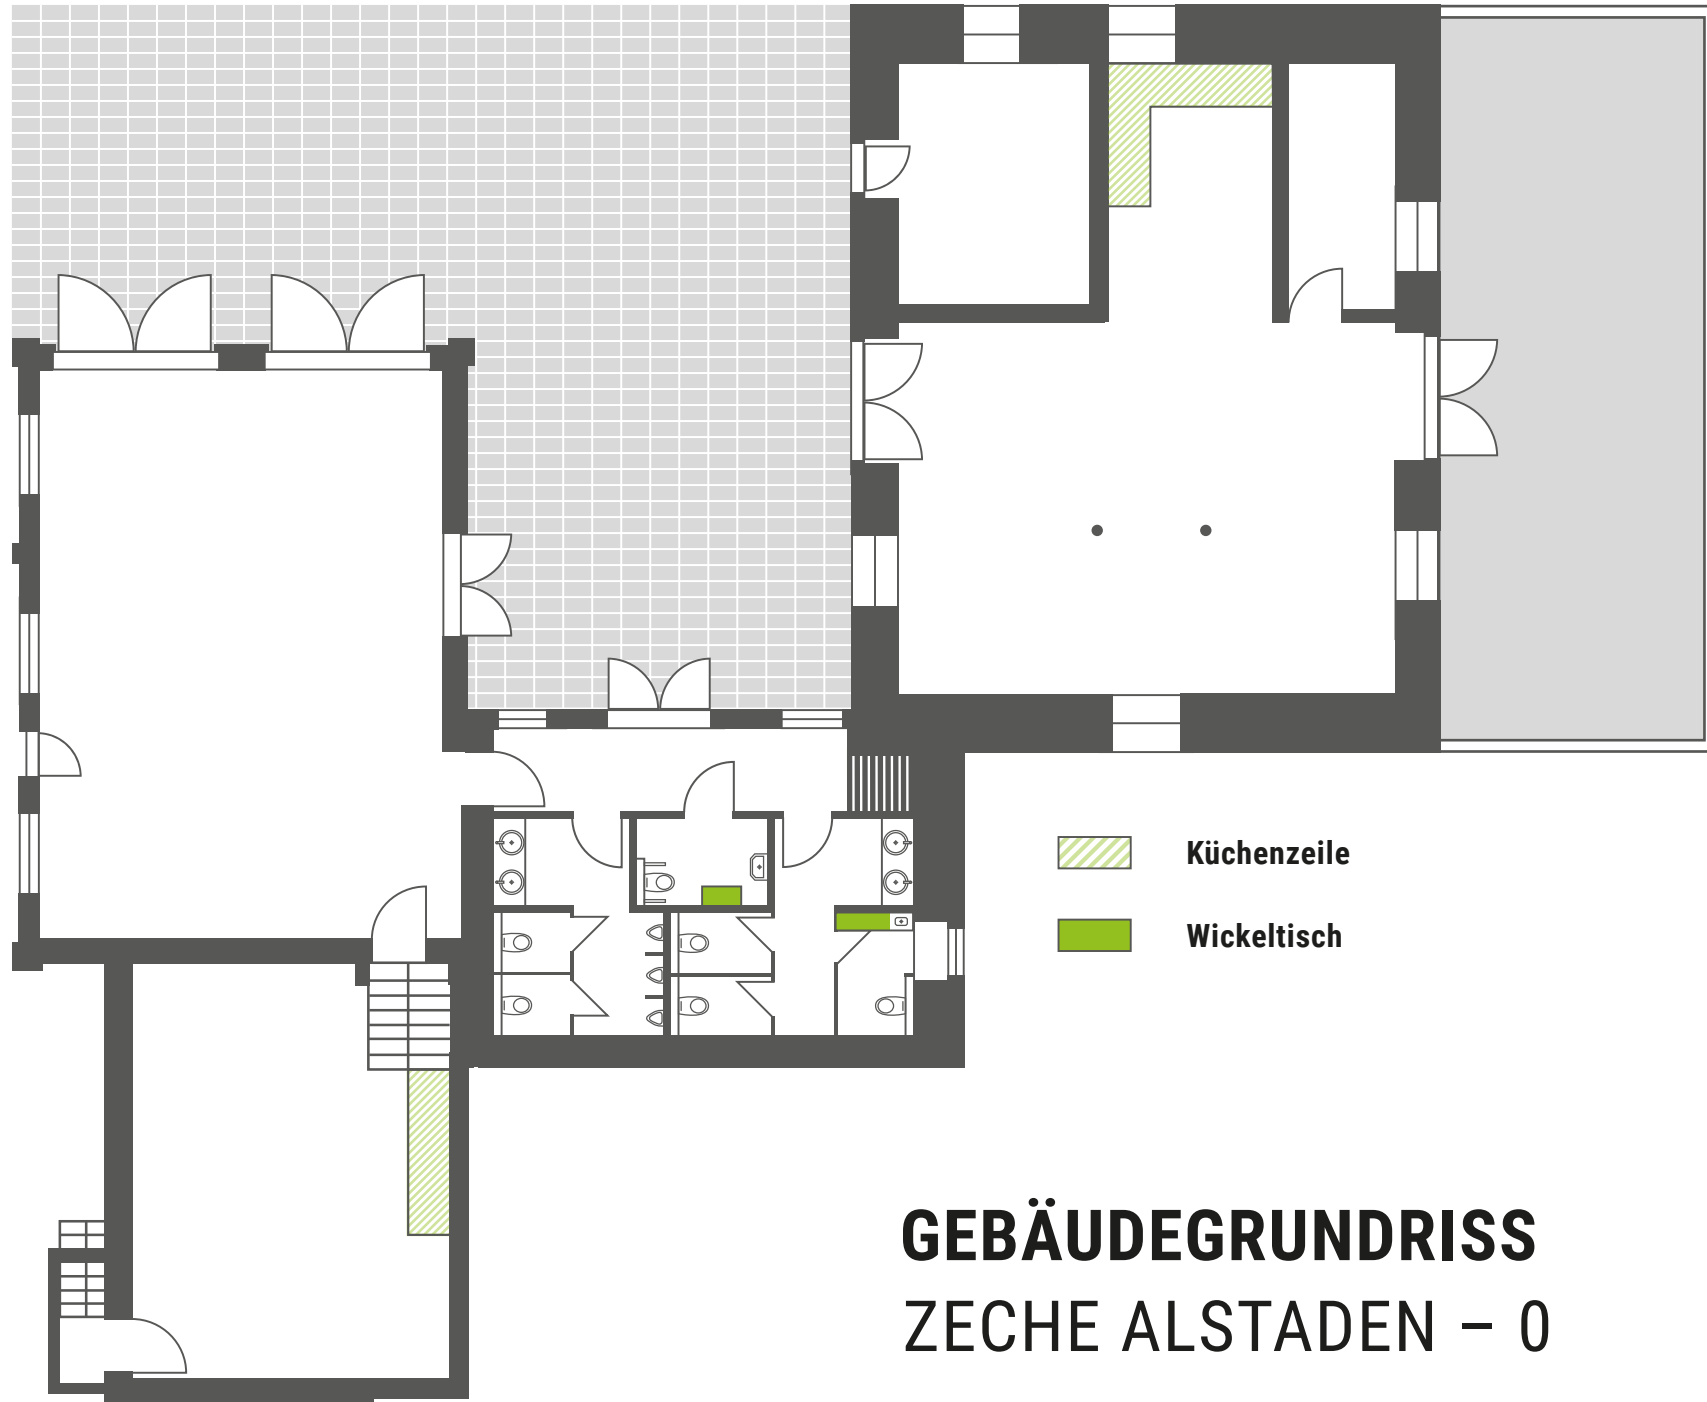 Küchenzeile
Wickeltisch
GEBÄUDEGRUNDRISS
ZECHE ALSTADEN – 0